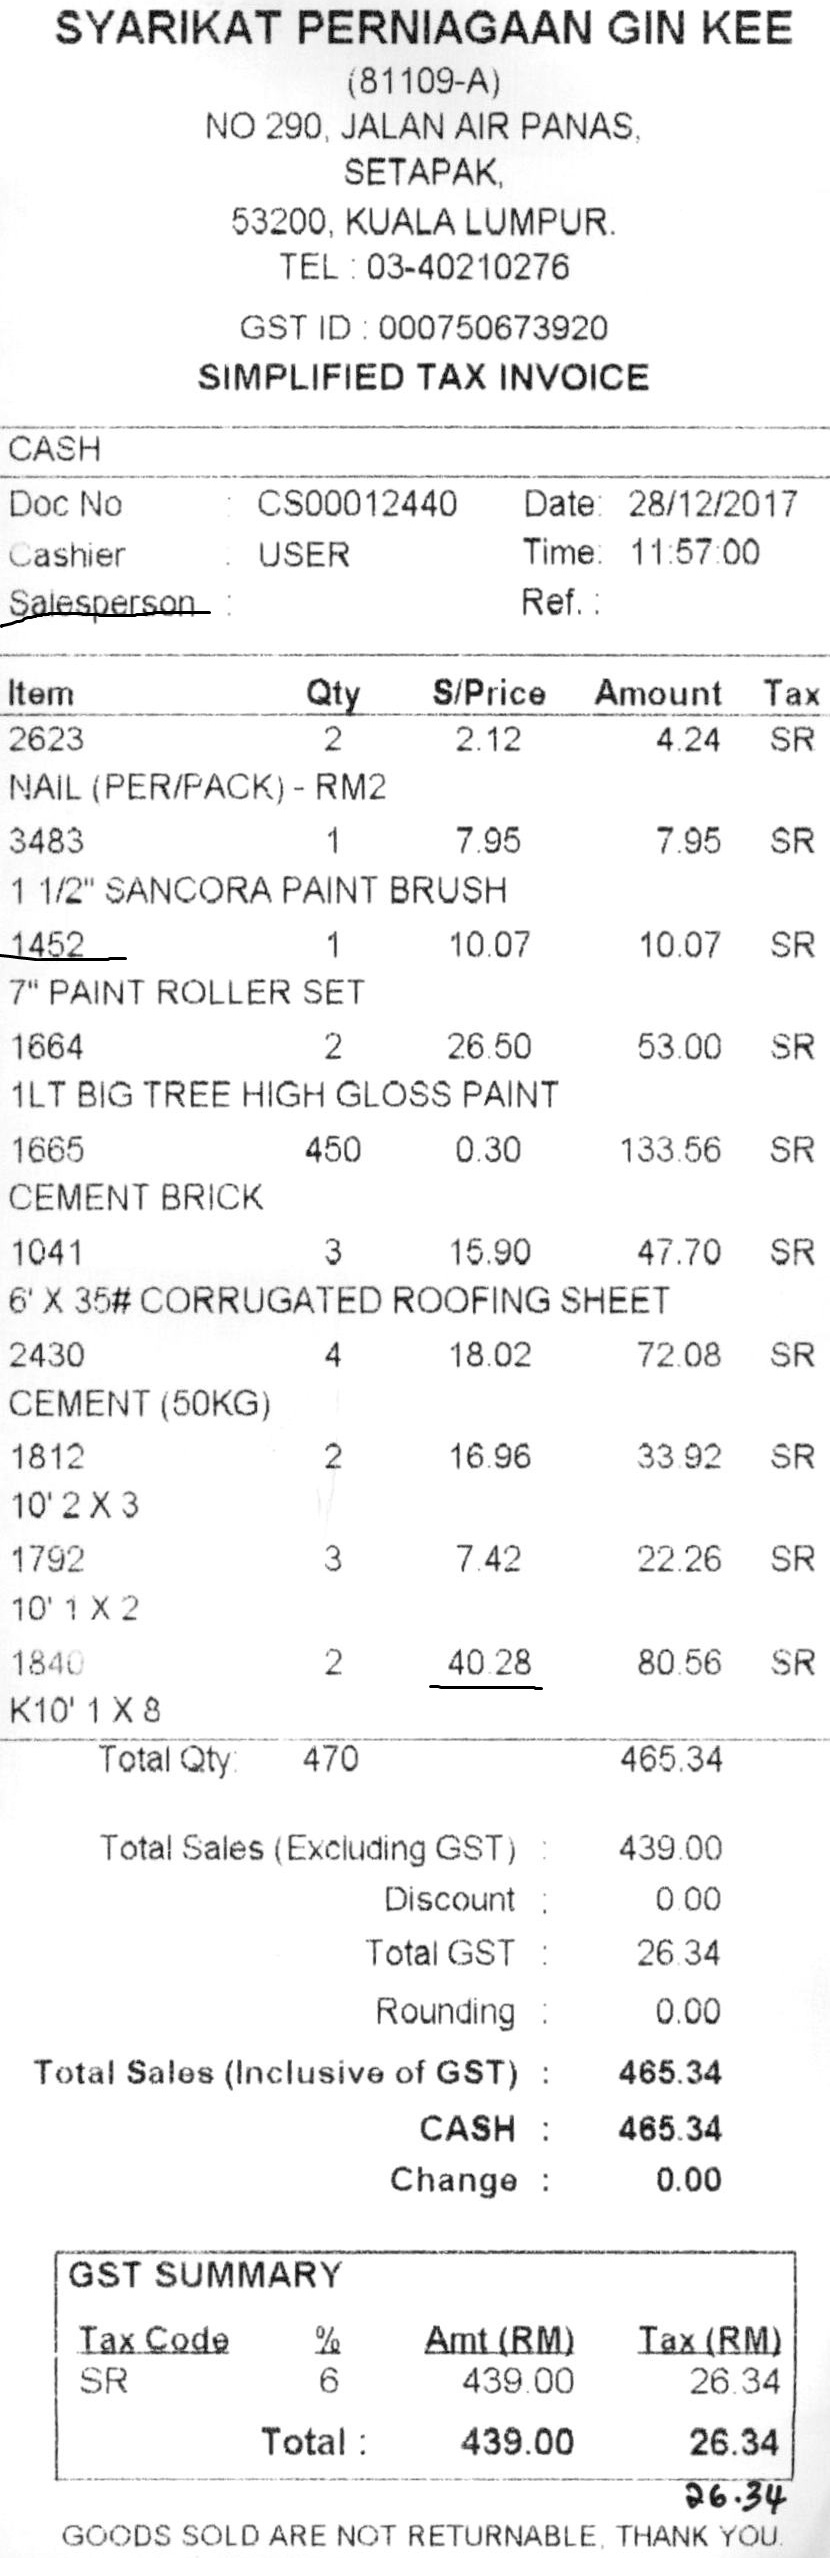 SYARIKAT PERNIAGAAN GIN KEE
(81109-A)
NO 290, JALAN AIR PANAS,
SETAPAK,
53200, KUALA LUMPUR.
TEL : 03-40210276
GST ID : 000750673920
SIMPLIFIED TAX INVOICE
CASH
Doc No : CS00012440 Date: 28/12/2017
Cashier : USER Time: 11:57:00
Salesperson : Ref. :
Item Qty S/Price Amount Tax
2623 2 2.12 4.24 SR
NAIL (PER/PACK) - RM2
3483 1 7.95 7.95 SR
1 1/2" SANCORA PAINT BRUSH
1452 1 10.07 10.07 SR
7" PAINT ROLLER SET
1664 2 26.50 53.00 SR
1LT BIG TREE HIGH GLOSS PAINT
1665 450 0.30 133.56 SR
CEMENT BRICK
1041 3 15.90 47.70 SR
6' X 35# CORRUGATED ROOFING SHEET
2430 4 18.02 72.08 SR
CEMENT (50KG)
1812 2 16.96 33.92 SR
10' 2 X 3
1792 3 7.42 22.26 SR
10' 1 X 2
1840 2 40.28 80.56 SR
K10' 1 X 8
Total Qty: 470 465.34
Total Sales (Excluding GST) : 439.00
Discount : 0.00
Total GST : 26.34
Rounding : 0.00
Total Sales (Inclusive of GST) : 465.34
CASH : 465.34
Change : 0.00
GST SUMMARY
Tax Code % Amt (RM) Tax (RM)
SR 6 439.00 26.34
Total : 439.00 26.34
26.34
GOODS SOLD ARE NOT RETURNABLE, THANK YOU.